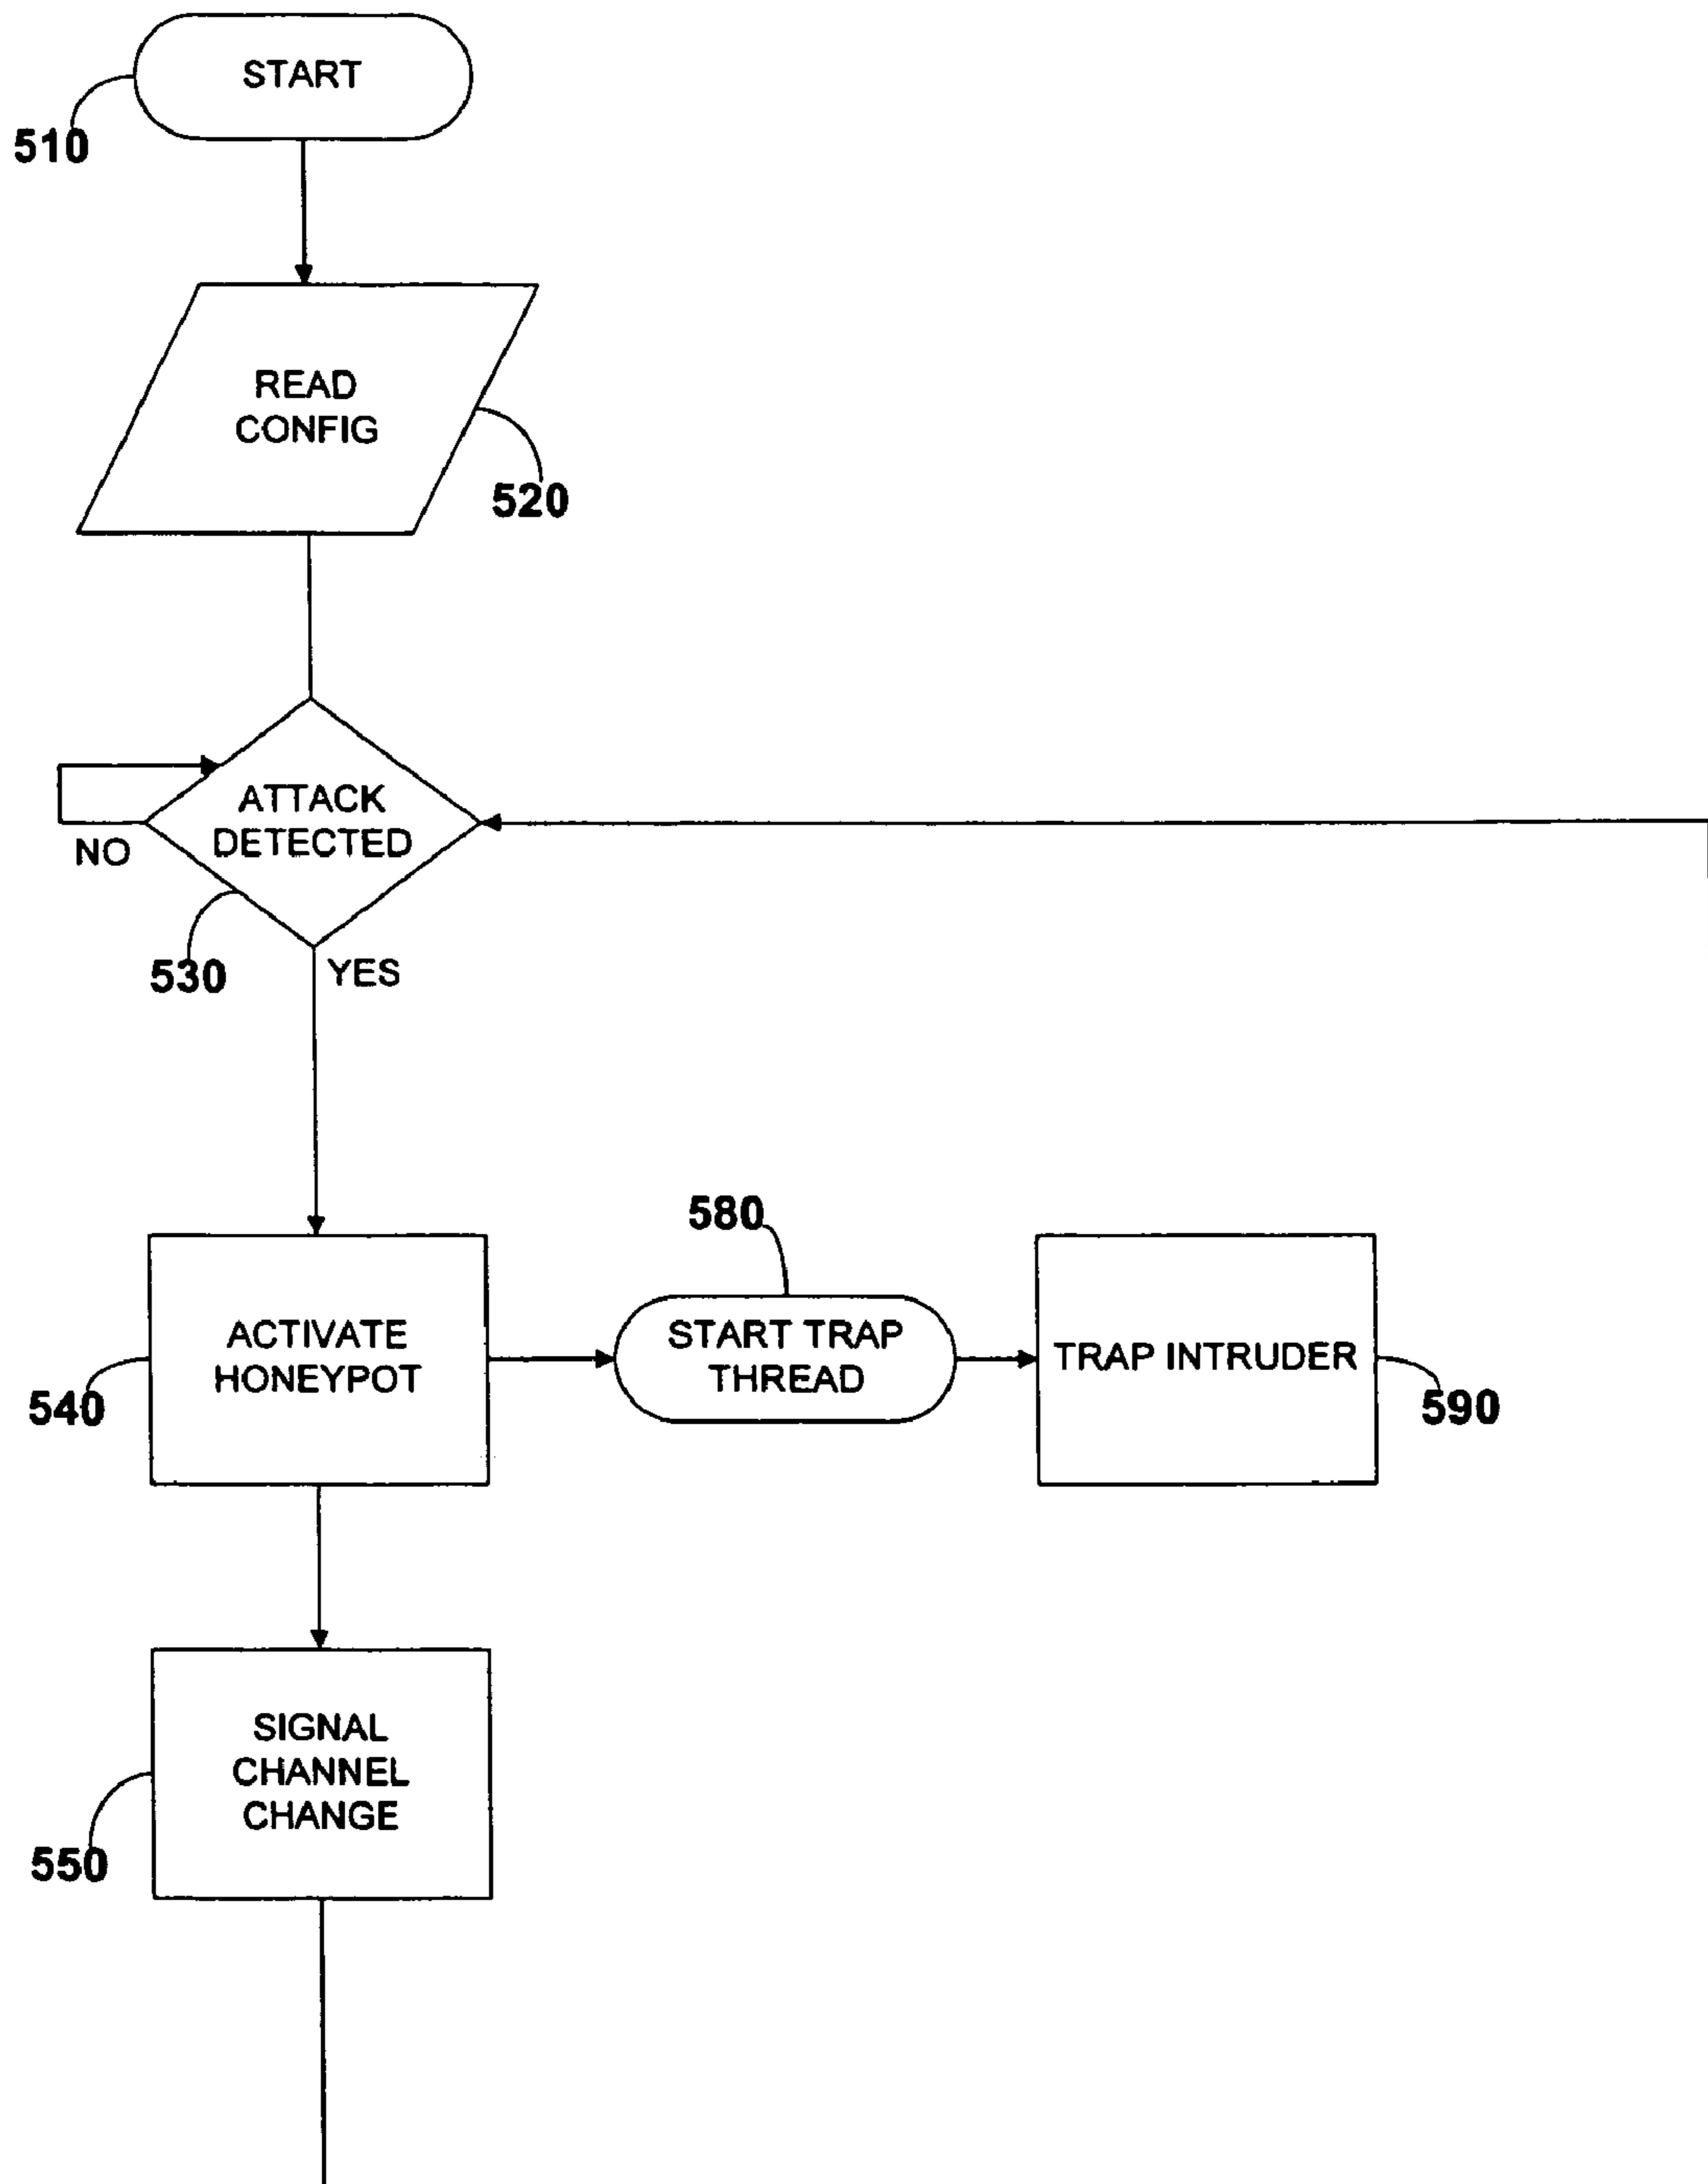 START
510
READ
CONFIG
520
ATTACK
DETECTED
NO
530
YES
580
ACTIVATE
HONEYPOT
START TRAP
THREAD
TRAP INTRUDER
540
590
SIGNAL
CHANNEL
CHANGE
550